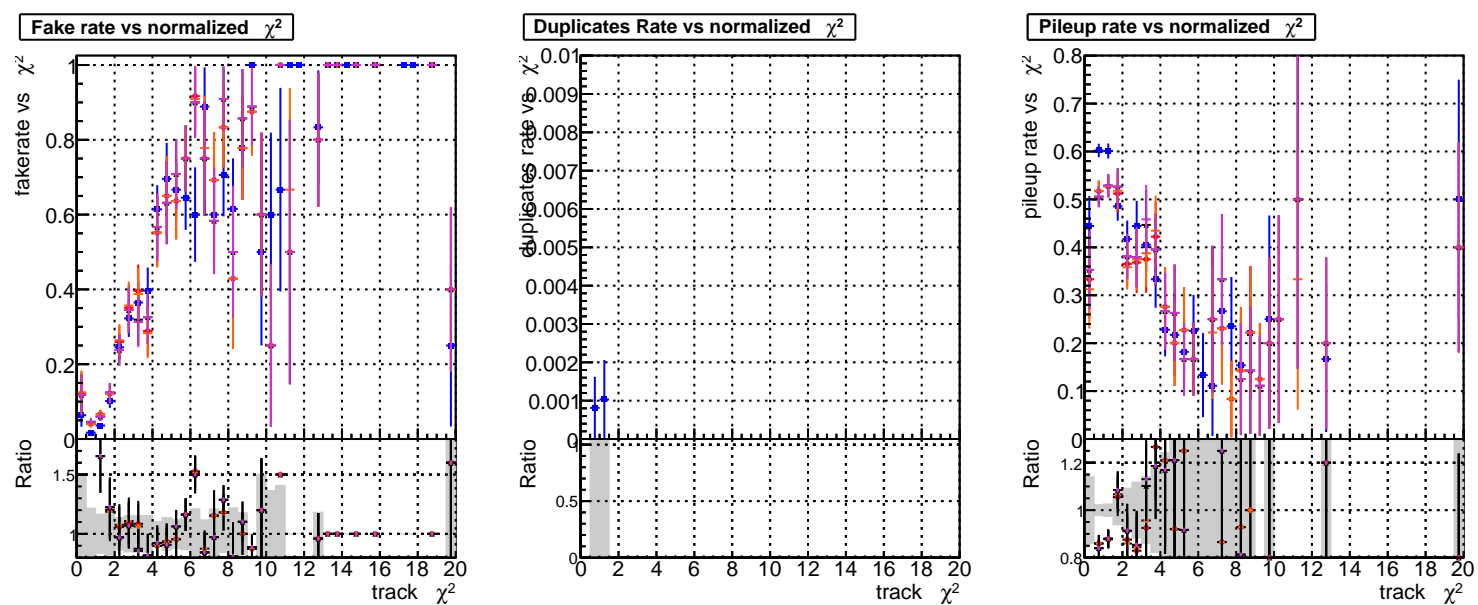 Fake rate vs normalized χ²
fakerate vs χ²
1
0.8
0.6
0.4
0.2
0
Ratio
1.5
1
0 2 4 6 8 10 12 14 16 18 20
track χ²
Duplicates Rate vs normalized χ²
duplicates rate vs χ²
0.01
0.009
0.008
0.007
0.006
0.005
0.004
0.003
0.002
0.001
0
Ratio
1
0.5
0
0 2 4 6 8 10 12 14 16 18 20
track χ²
Pileup rate vs normalized χ²
pileup rate vs χ²
0.8
0.7
0.6
0.5
0.4
0.3
0.2
0.1
0
Ratio
1.2
1
0.8
0 2 4 6 8 10 12 14 16 18 20
track χ²